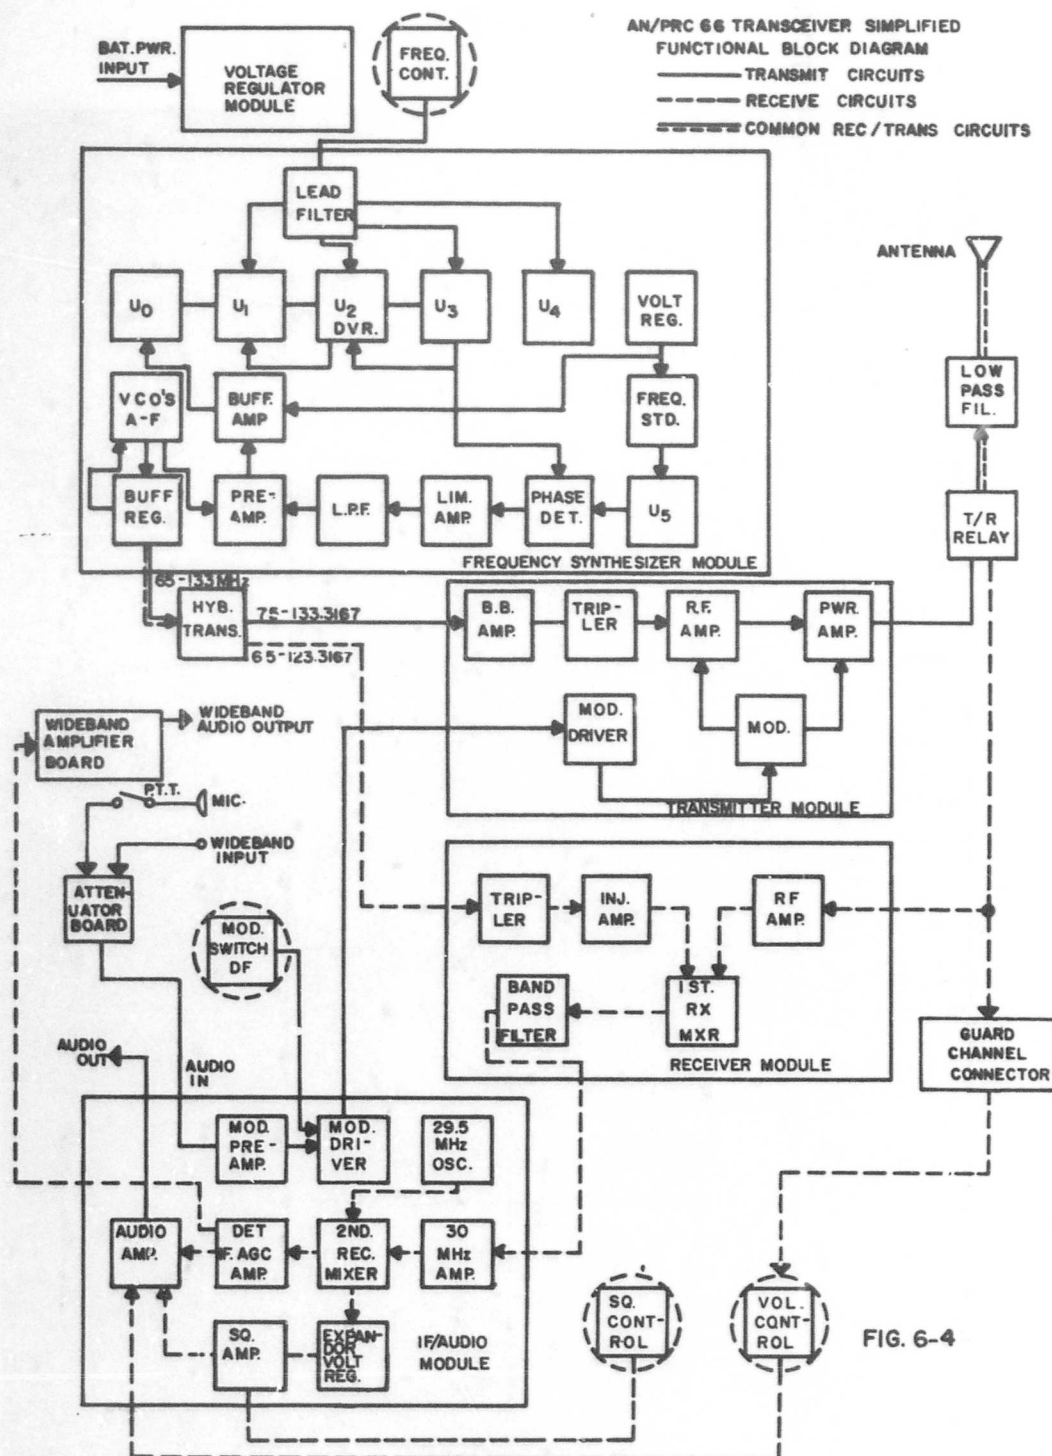 AN/PRC 66 TRANSCEIVER SIMPLIFIED
FUNCTIONAL BLOCK DIAGRAM
TRANSMIT CIRCUITS
RECEIVE CIRCUITS
COMMON REC/TRANS CIRCUITS
BAT. PWR.
INPUT
VOLTAGE
REGULATOR
MODULE
FREQ.
CONT.
LEAD
FILTER
U0
U1
U2
DVR.
U3
U4
VOLT
REG.
VCO'S
A-F
BUFF.
AMP
FREQ.
STD.
BUFF
REG.
PRE-
AMP.
L.P.F.
LIM.
AMP.
PHASE
DET.
U5
FREQUENCY SYNTHESIZER MODULE
ANTENNA
LOW
PASS
FIL.
T/R
RELAY
65-133 MHz
HYB.
TRANS.
75-133.3167
65-123.3167
B.B.
AMP.
TRIP-
LER
R.F.
AMP.
PWR.
AMP.
MOD.
DRIVER
MOD.
TRANSMITTER MODULE
WIDEBAND
AMPLIFIER
BOARD
WIDEBAND
AUDIO OUTPUT
P.T.T.
MIC.
WIDEBAND
INPUT
ATTEN-
UATOR
BOARD
MOD.
SWITCH
DF
TRIP-
LER
INJ.
AMP.
RF
AMP.
BAND
PASS
FILTER
1ST.
RX
MXR
RECEIVER MODULE
GUARD
CHANNEL
CONNECTOR
AUDIO
OUT
AUDIO
IN
MOD.
PRE-
AMP.
MOD.
DRI-
VER
29.5
MHz
OSC.
AUDIO
AMP.
DET
IF. AGC
AMP.
2ND.
REC.
MIXER
30
MHz
AMP.
SQ.
AMP.
EXPAN-
DOR
VOLT
REG.
IF/AUDIO
MODULE
SQ.
CONT-
ROL
VOL.
CONT-
ROL
FIG. 6-4